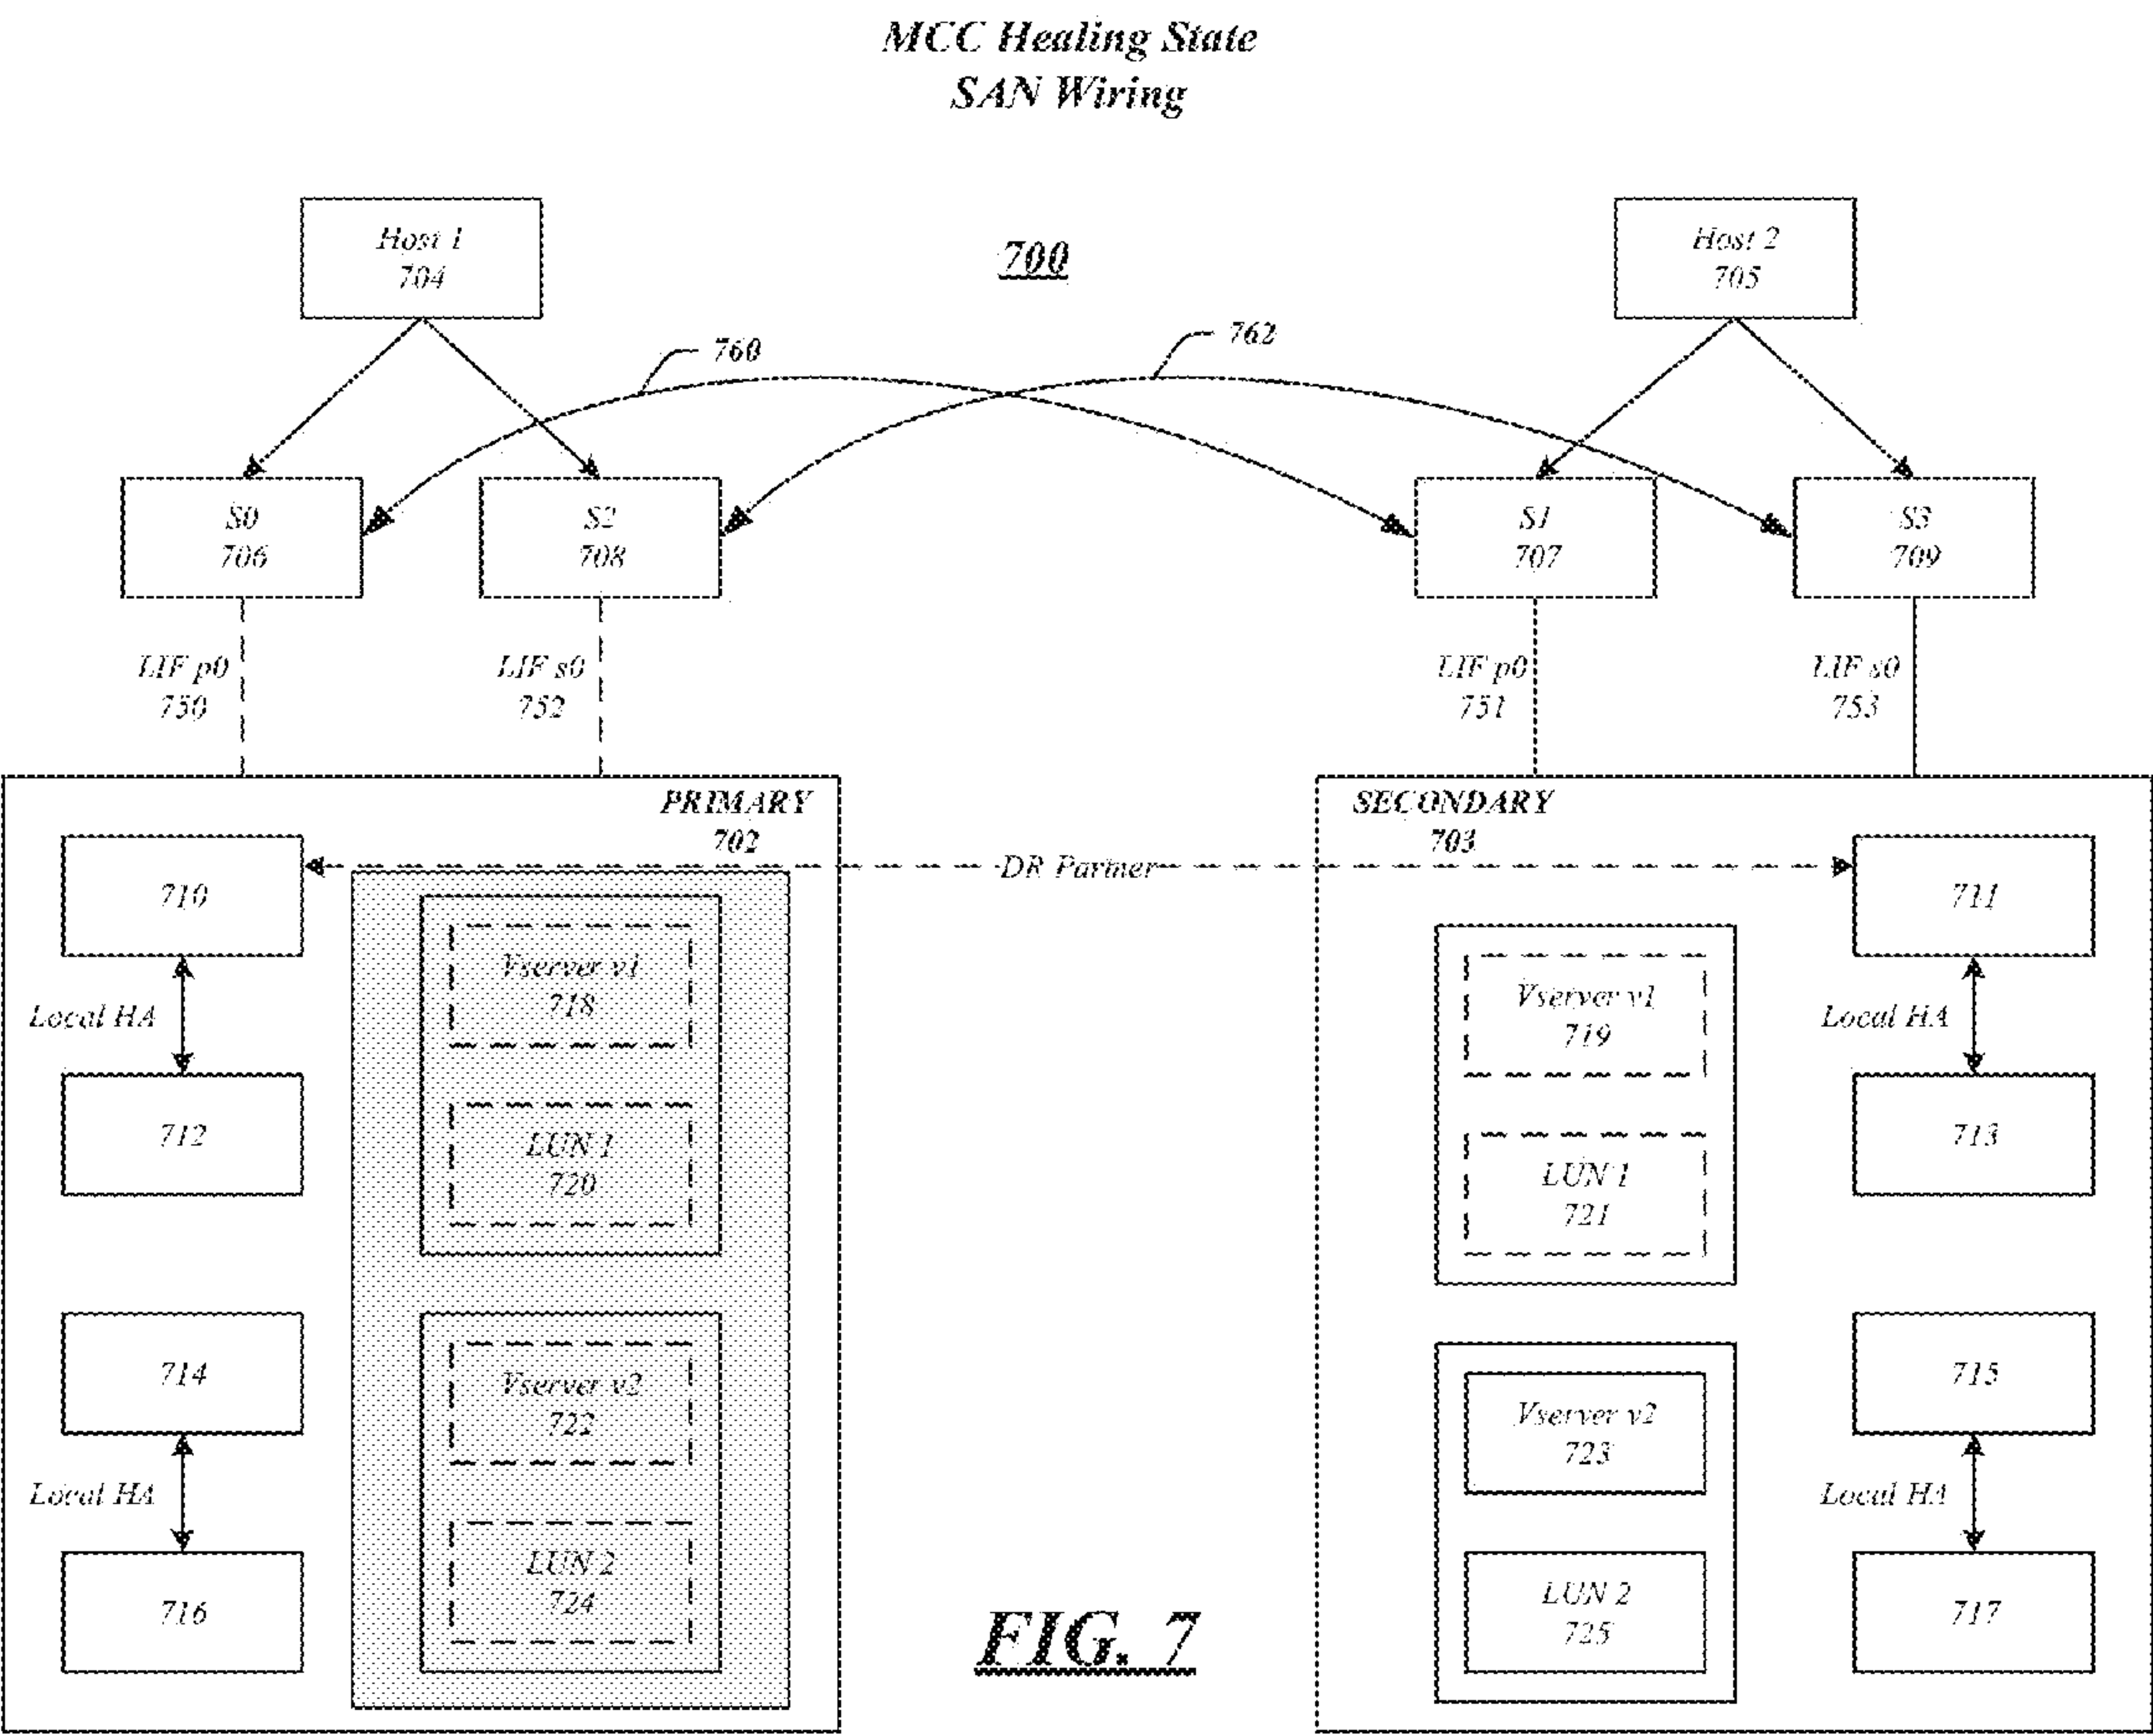 MCC Healing State
SAN Wiring
Host 1
704
700
Host 2
705
760
762
S0
706
S2
708
S1
707
S3
709
LIF p0
750
LIF s0
752
LIF p0
751
LIF s0
753
PRIMARY
702
SECONDARY
703
DR Partner
710
711
Vserver v1
718
Vserver v1
719
Local HA
Local HA
712
713
LUN 1
720
LUN 1
721
714
715
Vserver v2
722
Vserver v2
723
Local HA
Local HA
716
717
LUN 2
724
LUN 2
725
FIG. 7